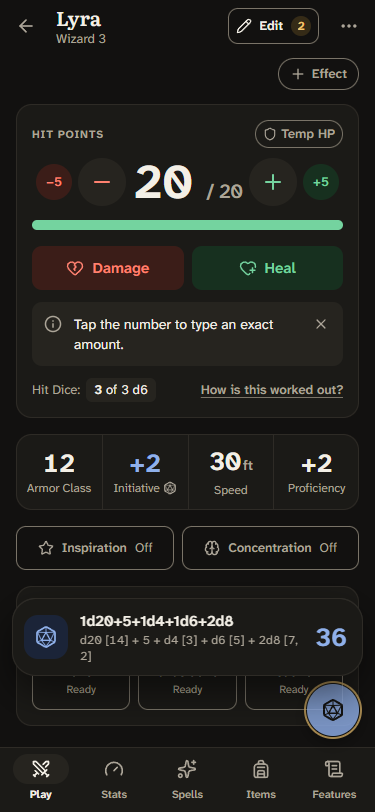 Lyra
Wizard 3
Edit 2
Effect
HIT POINTS
Temp HP
−5
20 / 20
+5
Damage
Heal
Tap the number to type an exact
amount.
Hit Dice: 3 of 3 d6
How is this worked out?
12
Armor Class
+2
Initiative
30ft
Speed
+2
Proficiency
Inspiration Off
Concentration Off
1d20+5+1d4+1d6+2d8
d20 [14] + 5 + d4 [3] + d6 [5] + 2d8 [7,
2]
36
Ready
Ready
Ready
Play
Stats
Spells
Items
Features